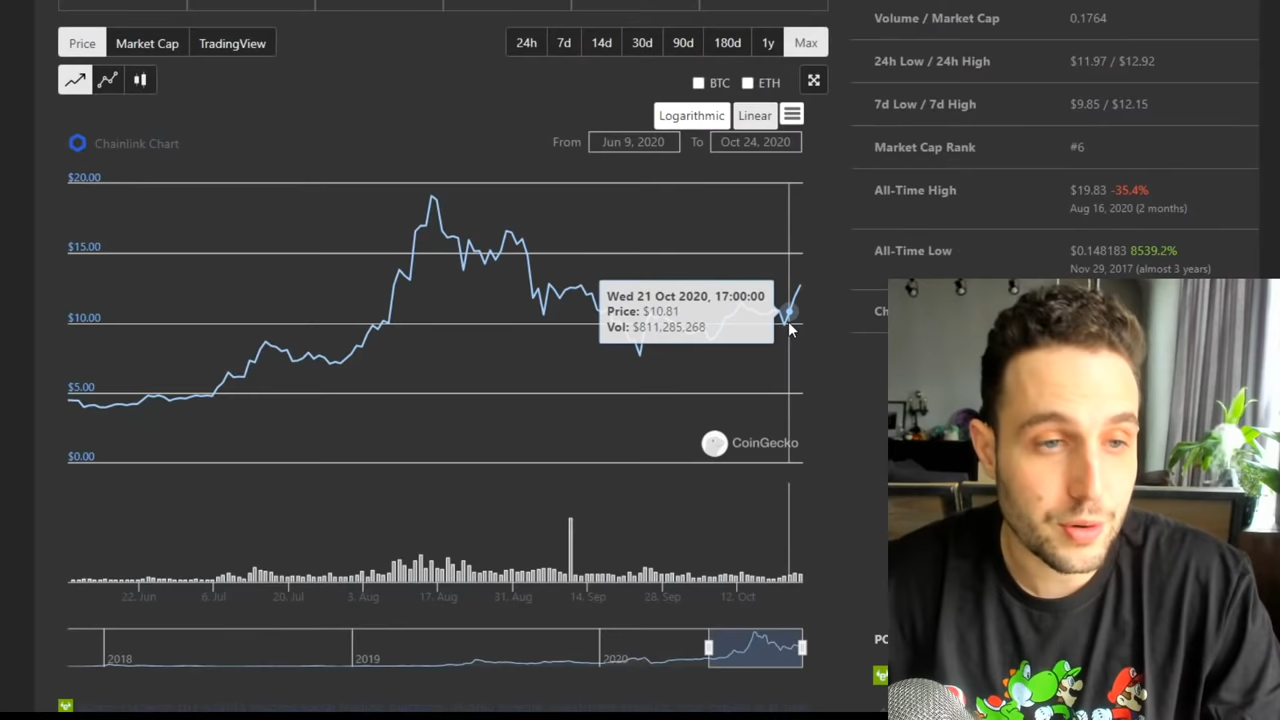 Price Market Cap TradingView
24h 7d 14d 30d 90d 180d 1y Max
BTC ETH
Logarithmic Linear
Chainlink Chart
From Jun 9, 2020 To Oct 24, 2020
$20.00
$15.00
$10.00
$5.00
$0.00
Wed 21 Oct 2020, 17:00:00
Price: $10.81
Vol: $811,285,268
CoinGecko
22. Jun 6. Jul 20. Jul 3. Aug 17. Aug 31. Aug 14. Sep 28. Sep 12. Oct
2018 2019 2020
Volume / Market Cap 0.1764
24h Low / 24h High $11.97 / $12.92
7d Low / 7d High $9.85 / $12.15
Market Cap Rank #6
All-Time High $19.83 -35.4%
Aug 16, 2020 (2 months)
All-Time Low $0.148183 8539.2%
Nov 29, 2017 (almost 3 years)